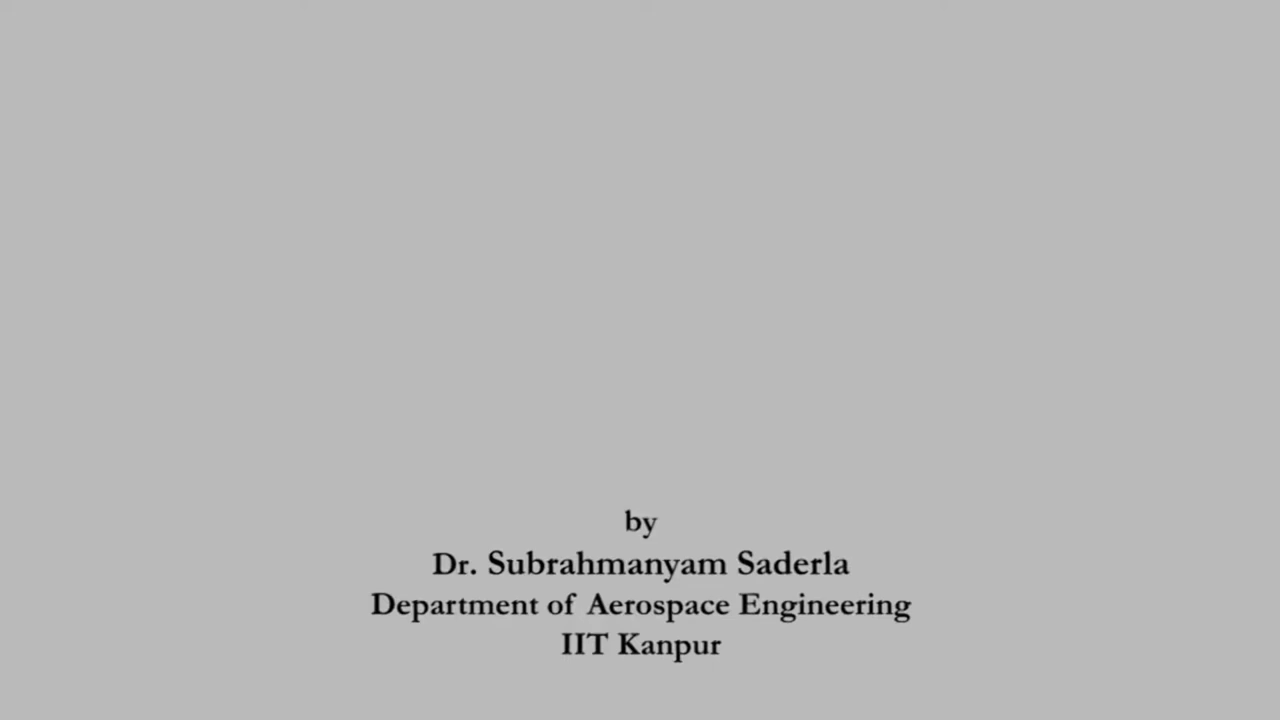 by
Dr. Subrahmanyam Saderla
Department of Aerospace Engineering
IIT Kanpur